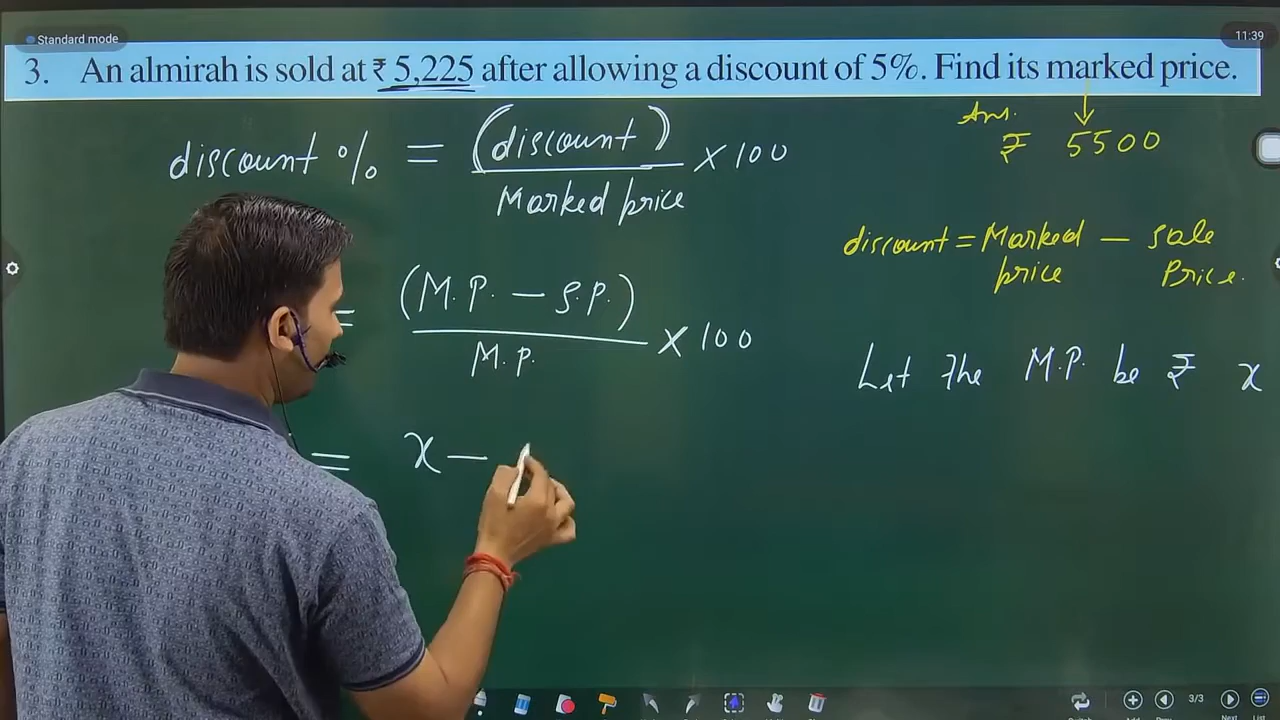 Standard mode
11:39
3. An almirah is sold at ₹ 5,225 after allowing a discount of 5%. Find its marked price.
Ans. ₹ 5500
discount % = (discount) / Marked price × 100
discount = Marked price – Sale Price.
= (M.P. – S.P.) / M.P. × 100
Let the M.P. be ₹ x
= x –
3/3